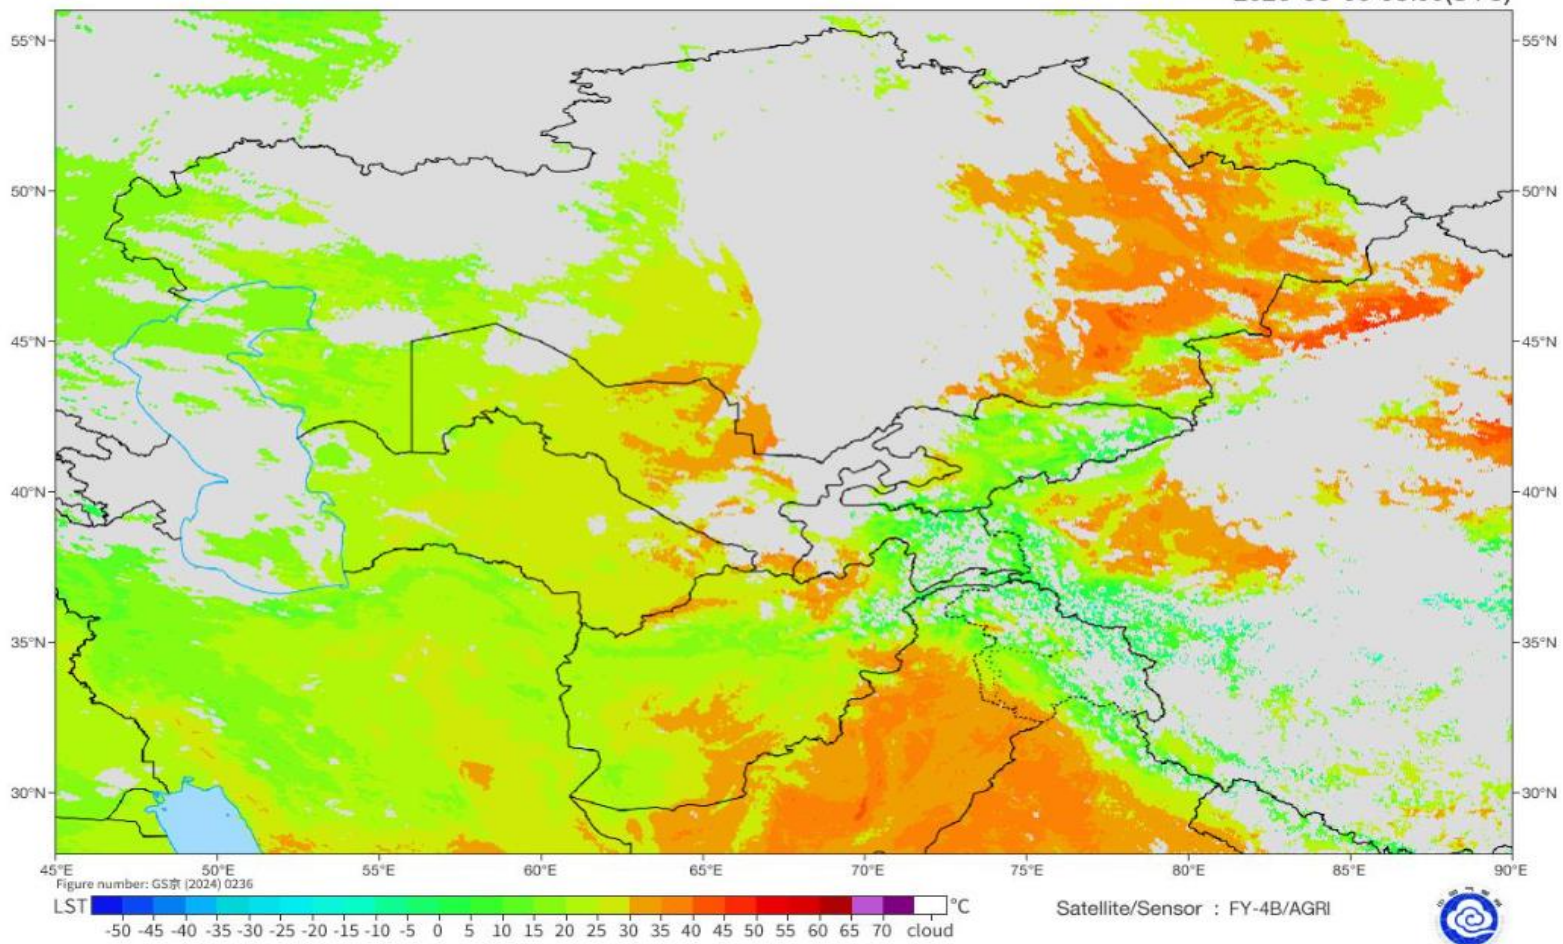 55°N 55°N
50°N 50°N
45°N 45°N
40°N 40°N
35°N 35°N
30°N 30°N
45°E 50°E 55°E 60°E 65°E 70°E 75°E 80°E 85°E 90°E
Figure number: GS京 (2024) 0236
LST °C
-50 -45 -40 -35 -30 -25 -20 -15 -10 -5 0 5 10 15 20 25 30 35 40 45 50 55 60 65 70 cloud
Satellite/Sensor : FY-4B/AGRI